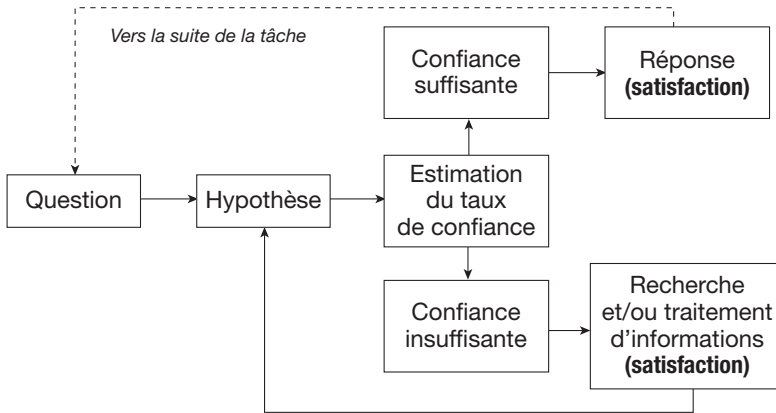 Vers la suite de la tâche
Confiance
suffisante
Réponse
(satisfaction)
Question
Hypothèse
Estimation
du taux
de confiance
Confiance
insuffisante
Recherche
et/ou traitement
d’informations
(satisfaction)